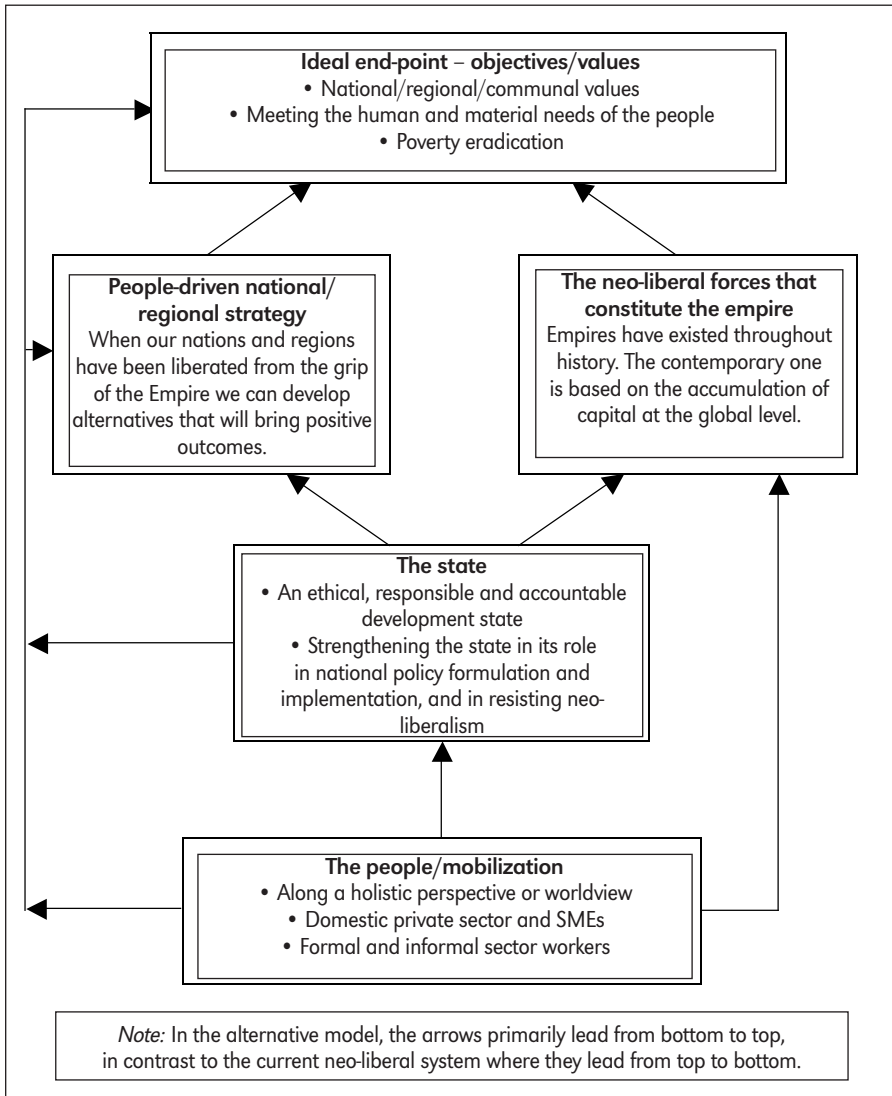 Ideal end-point – objectives/values
• National/regional/communal values
• Meeting the human and material needs of the people
• Poverty eradication
People-driven national/
regional strategy
When our nations and regions
have been liberated from the grip
of the Empire we can develop
alternatives that will bring positive
outcomes.
The neo-liberal forces that
constitute the empire
Empires have existed throughout
history. The contemporary one
is based on the accumulation of
capital at the global level.
The state
• An ethical, responsible and accountable
development state
• Strengthening the state in its role
in national policy formulation and
implementation, and in resisting neo-
liberalism
The people/mobilization
• Along a holistic perspective or worldview
• Domestic private sector and SMEs
• Formal and informal sector workers
Note: In the alternative model, the arrows primarily lead from bottom to top,
in contrast to the current neo-liberal system where they lead from top to bottom.